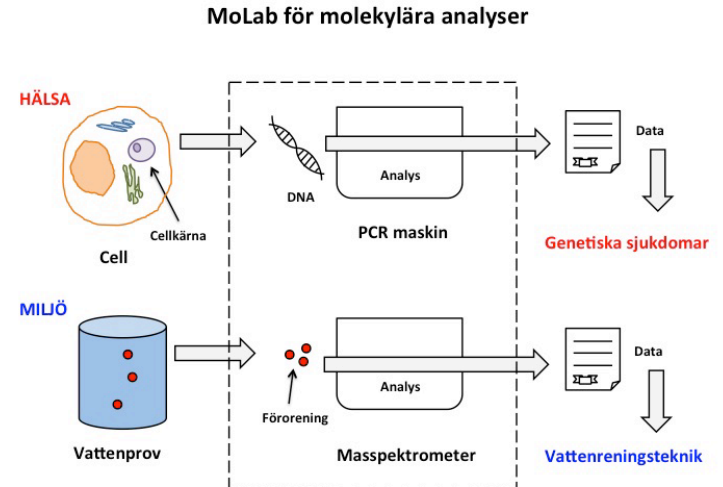 MoLab för molekylära analyser
HÄLSA
Cellkärna
Cell
DNA
Analys
PCR maskin
Data
Genetiska sjukdomar
MILJÖ
Vattenprov
Förorening
Analys
Masspektrometer
Data
Vattenreningsteknik